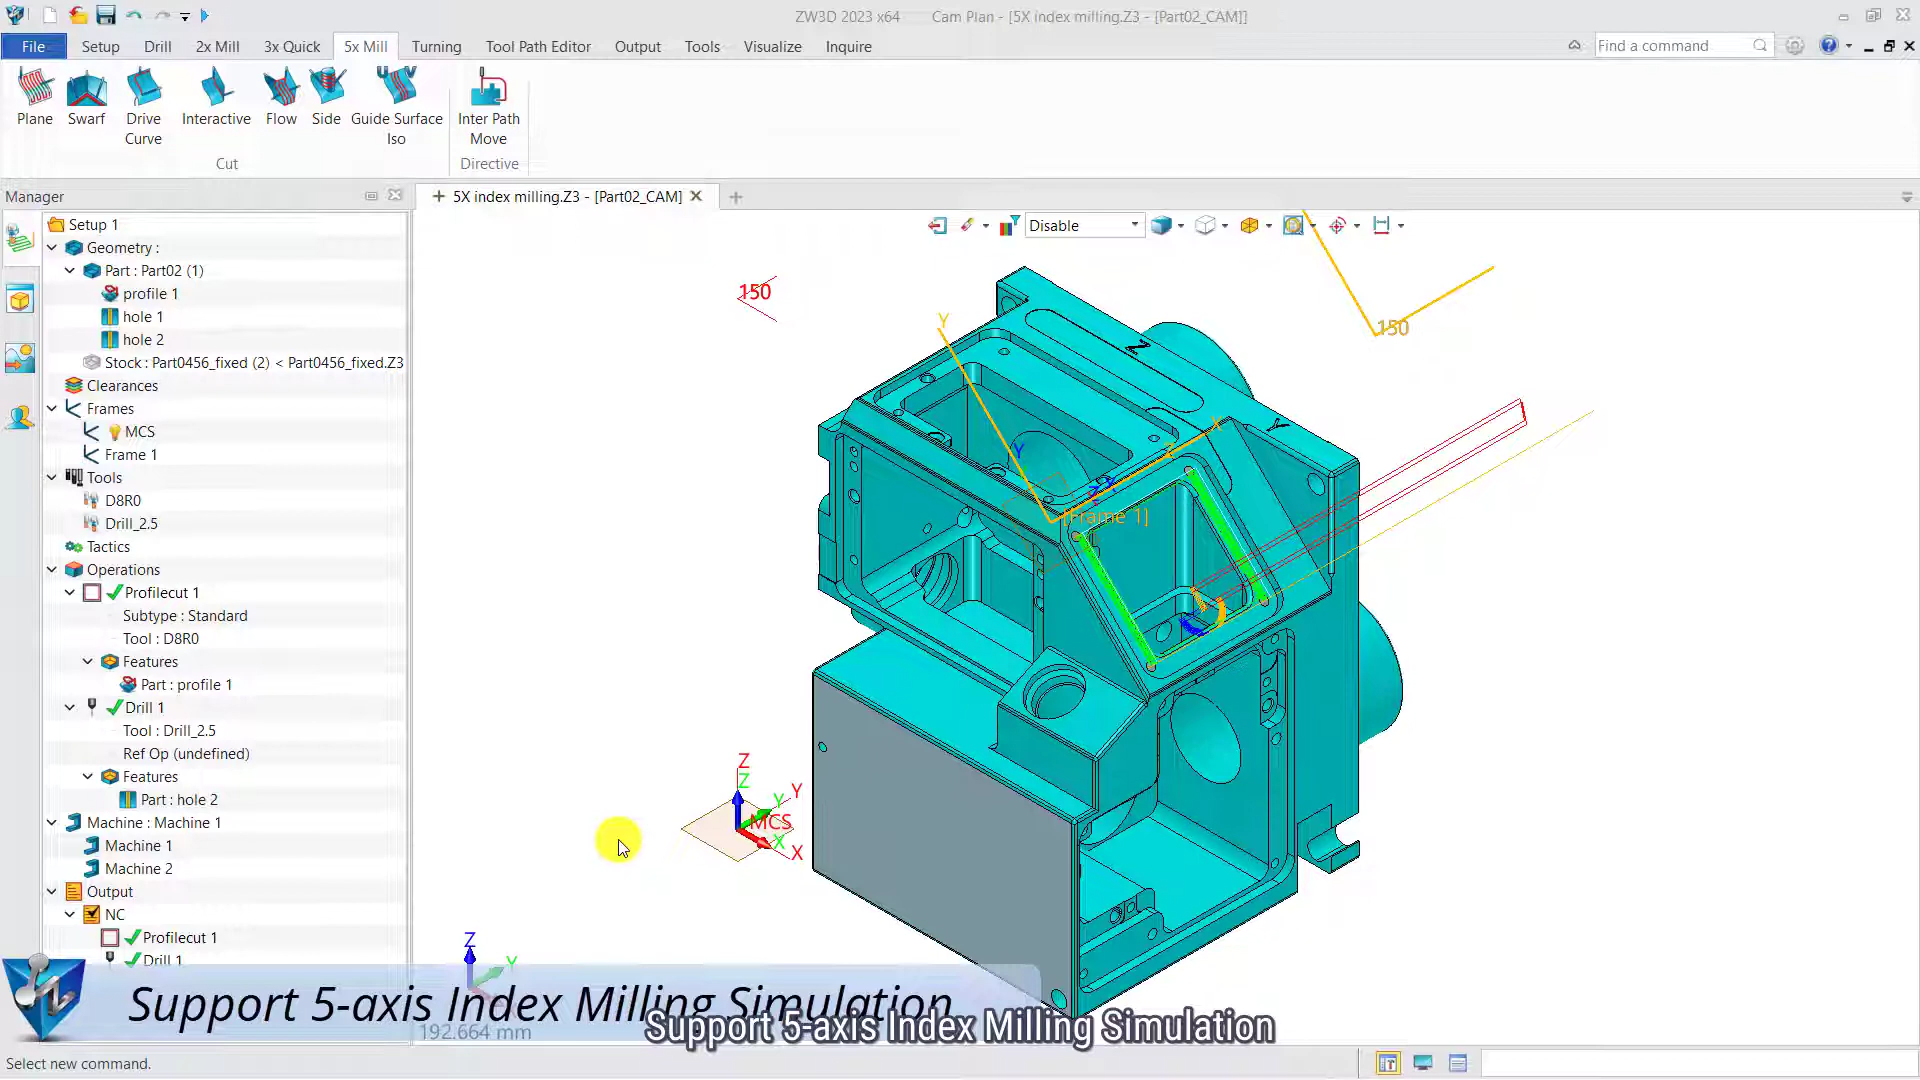 ZW3D 2023 x64 Cam Plan - [5X index milling.Z3 - [Part02_CAM]]
File Setup Drill 2x Mill 3x Quick 5x Mill Turning Tool Path Editor Output Tools Visualize Inquire Find a command
Plane Swarf Drive Curve Interactive Flow Side Guide Surface Iso Inter Path Move
Cut Directive
Manager
5X index milling.Z3 - [Part02_CAM]
Disable
Setup 1
Geometry :
Part : Part02 (1)
profile 1
hole 1
hole 2
Stock : Part0456_fixed (2) < Part0456_fixed.Z3
Clearances
Frames
MCS
Frame 1
Tools
D8R0
Drill_2.5
Tactics
Operations
Profilecut 1
Subtype : Standard
Tool : D8R0
Features
Part : profile 1
Drill 1
Tool : Drill_2.5
Ref Op (undefined)
Features
Part : hole 2
Machine : Machine 1
Machine 1
Machine 2
Output
NC
Profilecut 1
Drill 1
150
150
Y
X
Z
Y
Z
Y
[Frame 1]
Z
Z
Y
Y
MCS
X
X
Z
Y
Support 5-axis Index Milling Simulation
192.664 mm
Support 5-axis Index Milling Simulation
Select new command.